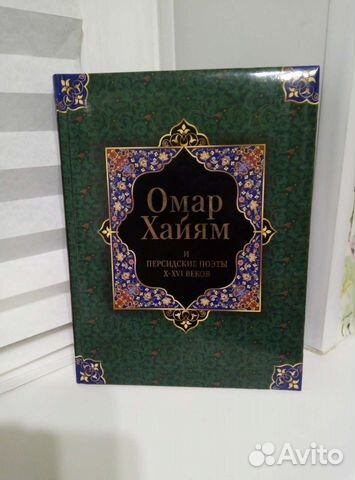 Омар
Хайям
и
персидские поэты
X-XVI веков
Avito